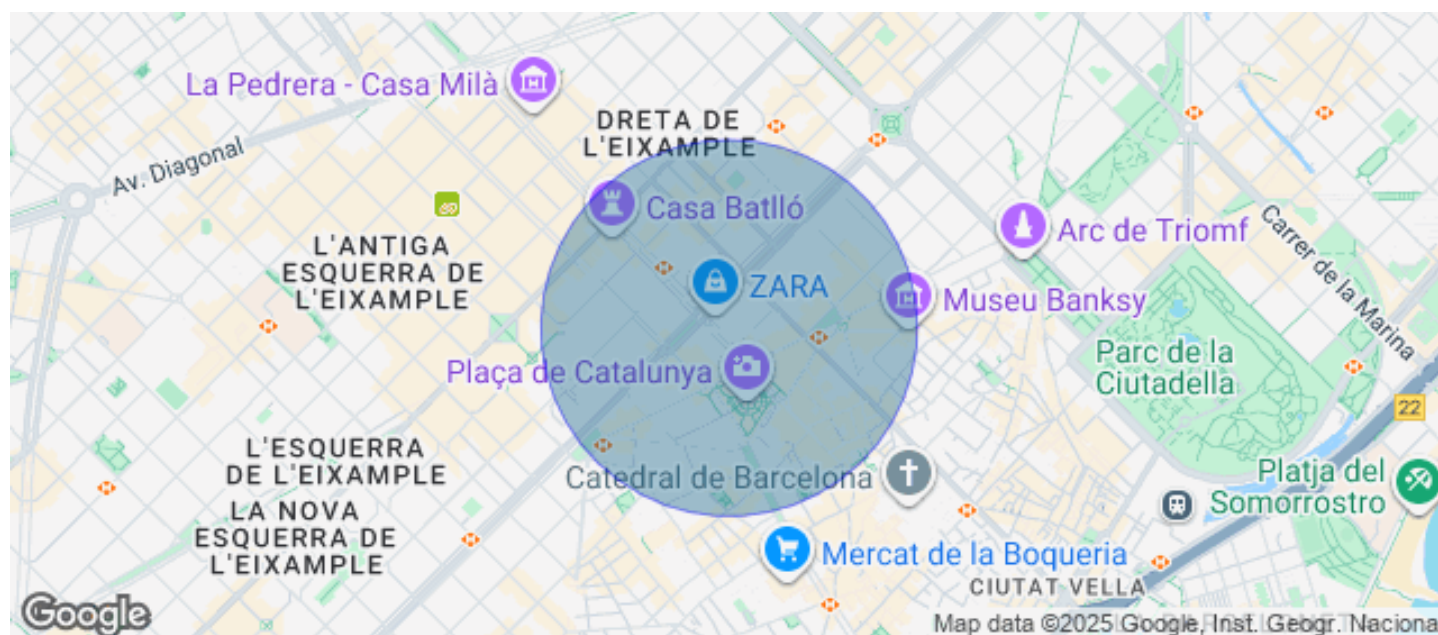 La Pedrera - Casa Milà
DRETA DE
L'EIXAMPLE
Av. Diagonal
Casa Batlló
L'ANTIGA
ESQUERRA DE
L'EIXAMPLE
Arc de Triomf
Carrer de la Marina
ZARA
Museu Banksy
Plaça de Catalunya
Parc de la
Ciutadella
22
L'ESQUERRA
DE L'EIXAMPLE
Catedral de Barcelona
Platja del
Somorrostro
LA NOVA
ESQUERRA DE
L'EIXAMPLE
Mercat de la Boqueria
CIUTAT VELLA
Google
Map data ©2025 Google, Inst. Geogr. Naciona